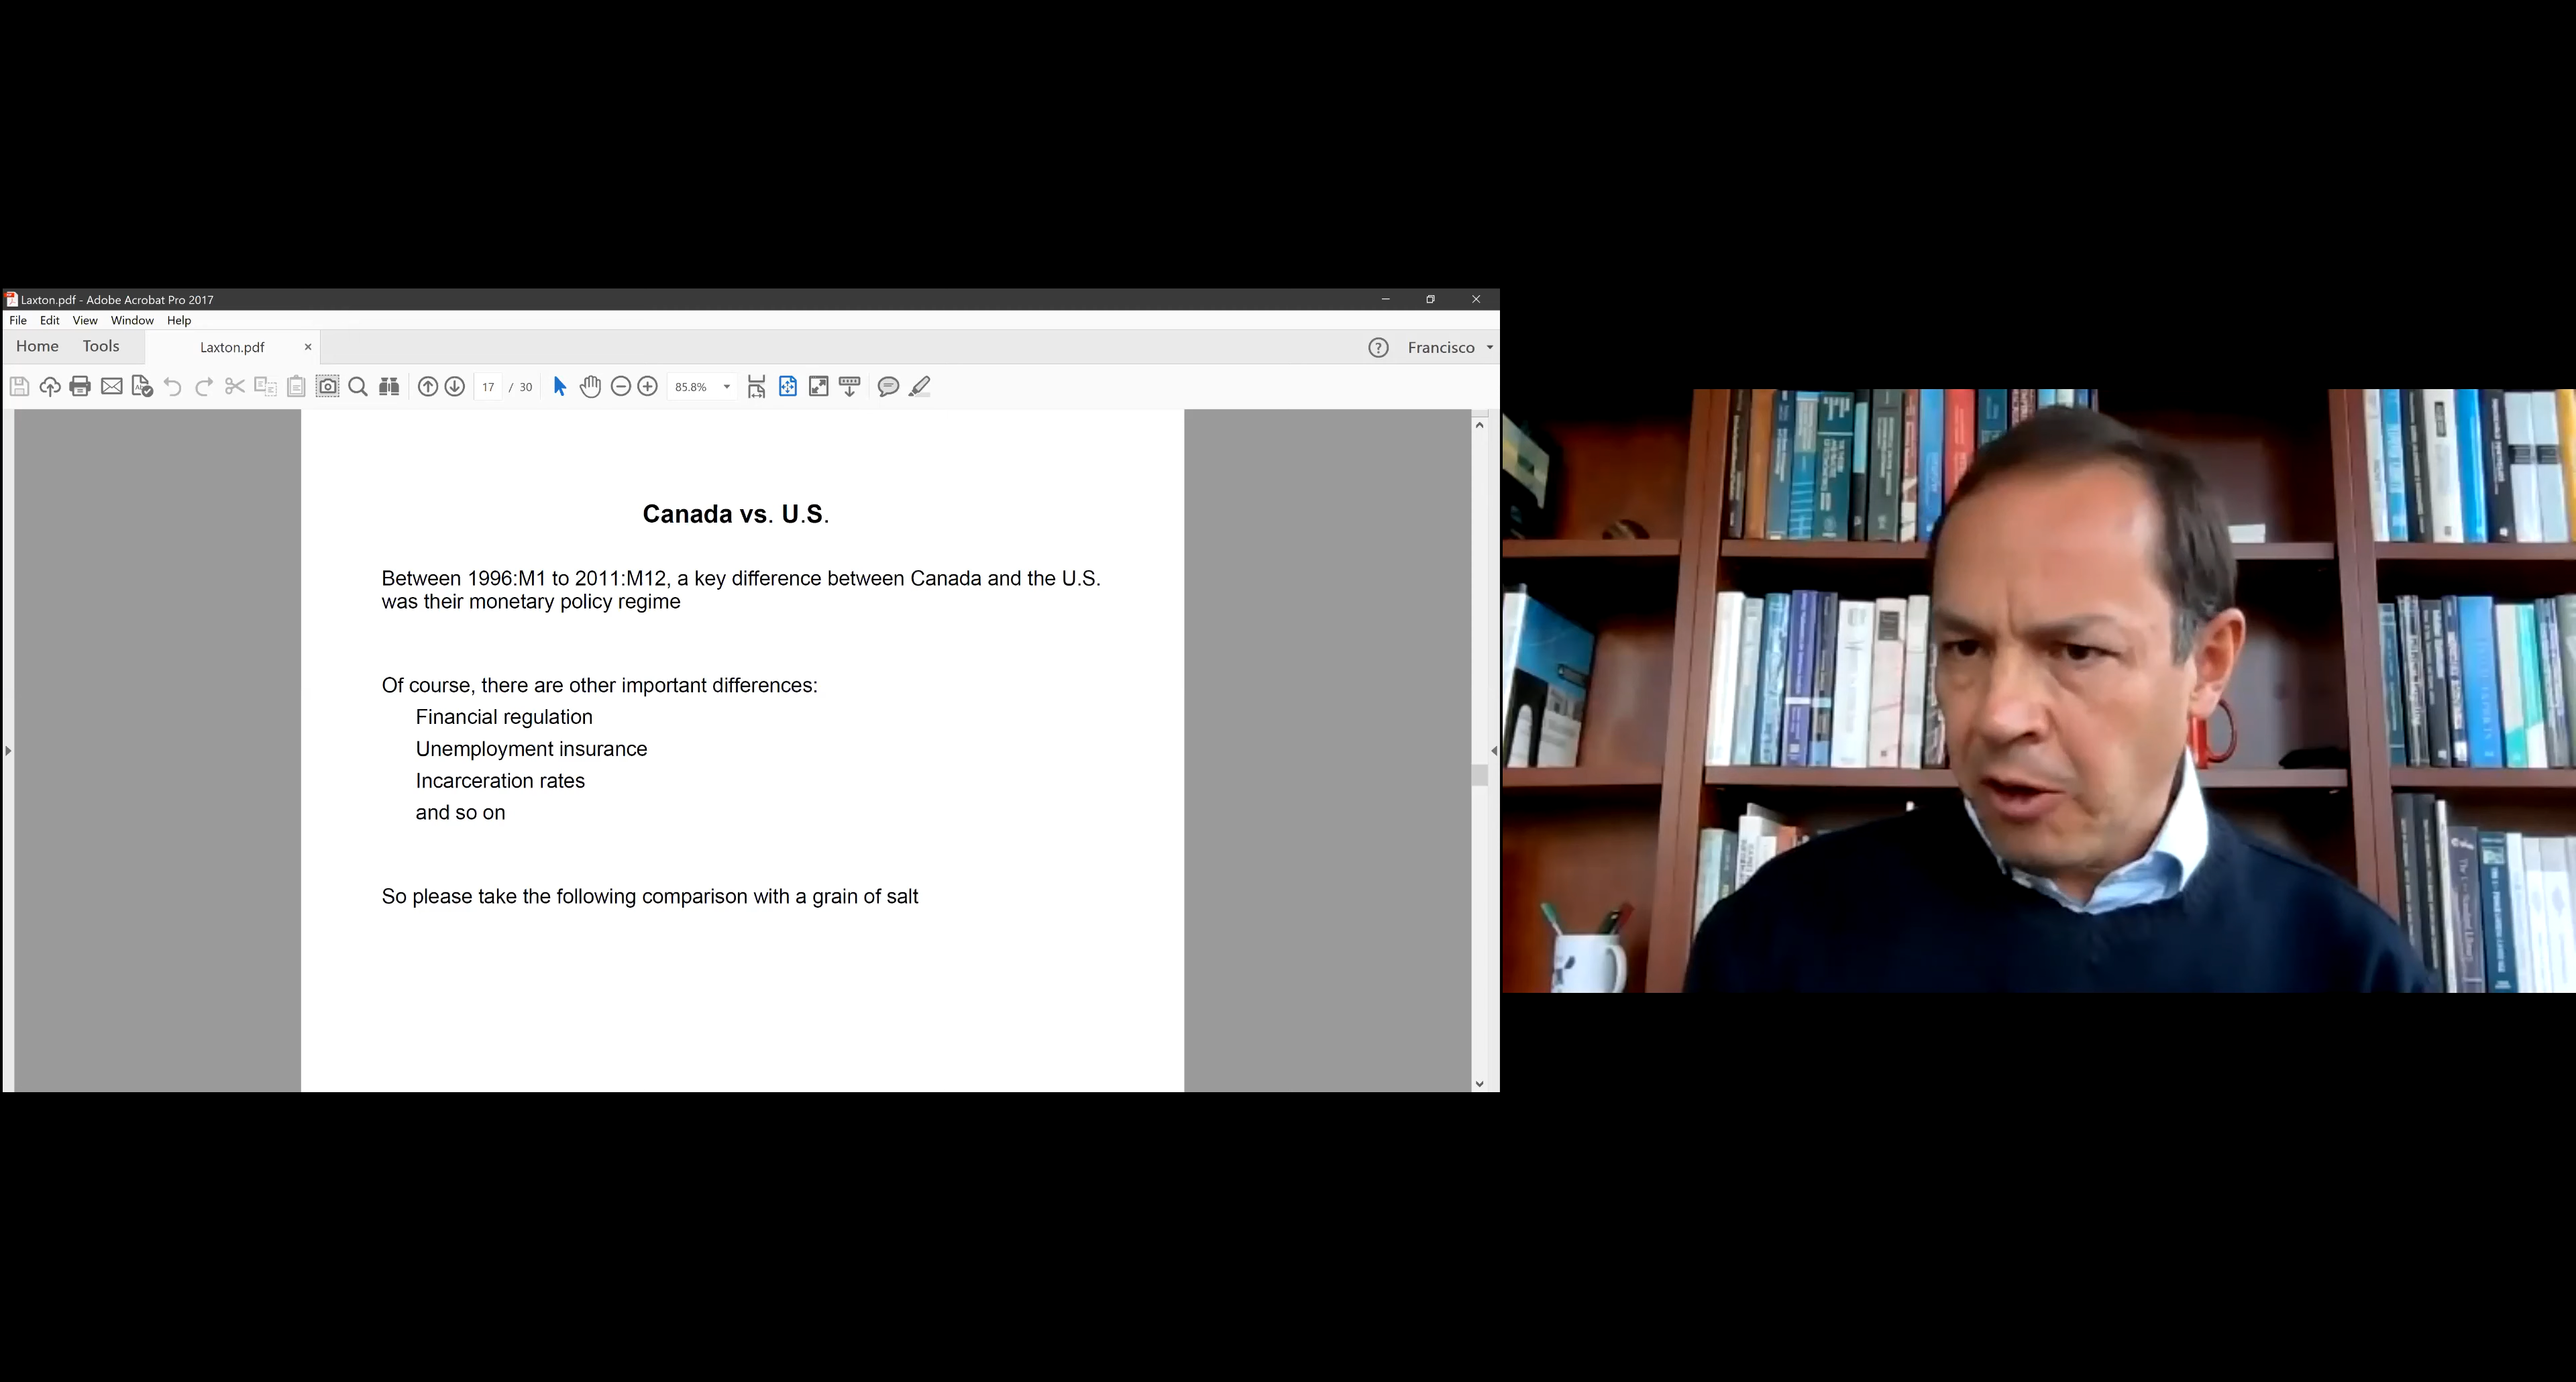 Laxton.pdf - Adobe Acrobat Pro 2017
File Edit View Window Help
Home Tools Laxton.pdf Francisco
17 / 30 85.8%
Canada vs. U.S.
Between 1996:M1 to 2011:M12, a key difference between Canada and the U.S.
was their monetary policy regime
Of course, there are other important differences:
Financial regulation
Unemployment insurance
Incarceration rates
and so on
So please take the following comparison with a grain of salt